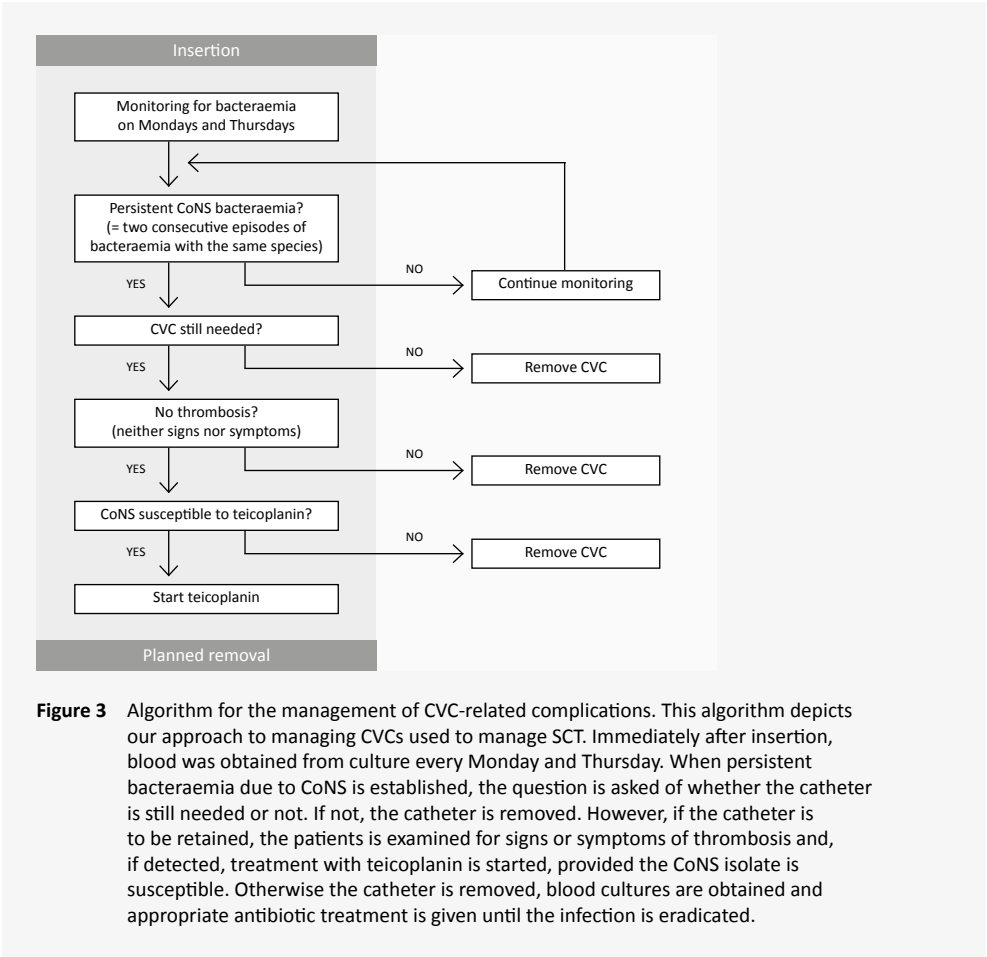 Insertion
Monitoring for bacteraemia
on Mondays and Thursdays
Persistent CoNS bacteraemia?
(= two consecutive episodes of
bacteraemia with the same species)
NO
YES
Continue monitoring
CVC still needed?
NO
YES
Remove CVC
No thrombosis?
(neither signs nor symptoms)
NO
YES
Remove CVC
CoNS susceptible to teicoplanin?
NO
YES
Remove CVC
Start teicoplanin
Planned removal
Figure 3 Algorithm for the management of CVC-related complications. This algorithm depicts
our approach to managing CVCs used to manage SCT. Immediately after insertion,
blood was obtained from culture every Monday and Thursday. When persistent
bacteraemia due to CoNS is established, the question is asked of whether the catheter
is still needed or not. If not, the catheter is removed. However, if the catheter is
to be retained, the patients is examined for signs or symptoms of thrombosis and,
if detected, treatment with teicoplanin is started, provided the CoNS isolate is
susceptible. Otherwise the catheter is removed, blood cultures are obtained and
appropriate antibiotic treatment is given until the infection is eradicated.